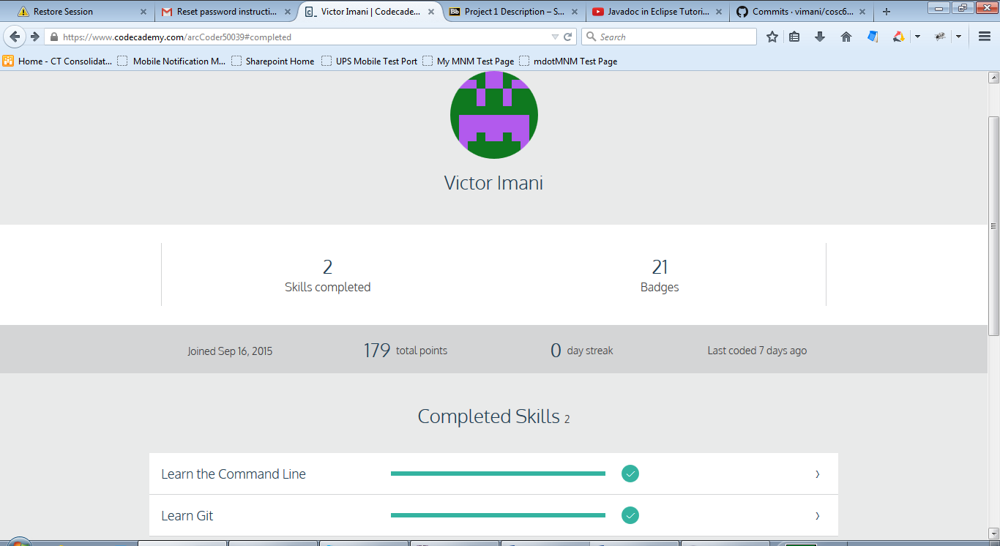 Restore Session
Reset password instructi...
Victor Imani | Codecade...
Project 1 Description – S...
Javadoc in Eclipse Tutori...
Commits · vimani/cosc6...
https://www.codecademy.com/arcCoder50039#completed
Search
Home - CT Consolidat...
Mobile Notification M...
Sharepoint Home
UPS Mobile Test Port
My MNM Test Page
mdotMNM Test Page
Victor Imani
2
Skills completed
21
Badges
Joined Sep 16, 2015
179 total points
0 day streak
Last coded 7 days ago
Completed Skills 2
Learn the Command Line
Learn Git